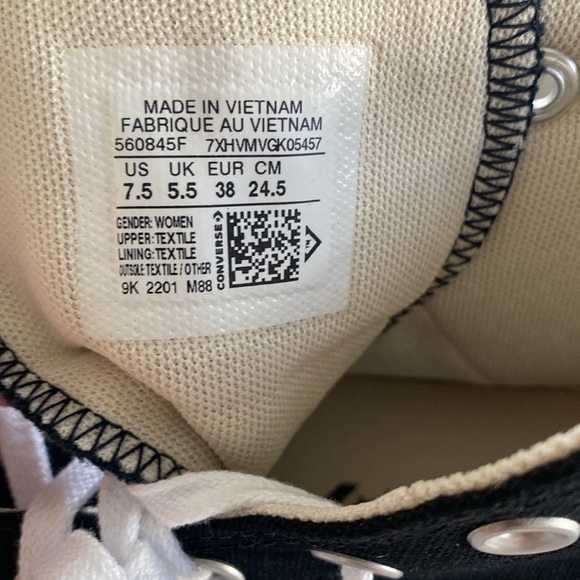 MADE IN VIETNAM
FABRIQUE AU VIETNAM
560845F 7XHVMVGK05457
US UK EUR CM
7.5 5.5 38 24.5
GENDER: WOMEN
UPPER: TEXTILE
LINING: TEXTILE
OUTSOLE: TEXTILE / OTHER
9K 2201 M88
CONVERSE
TM